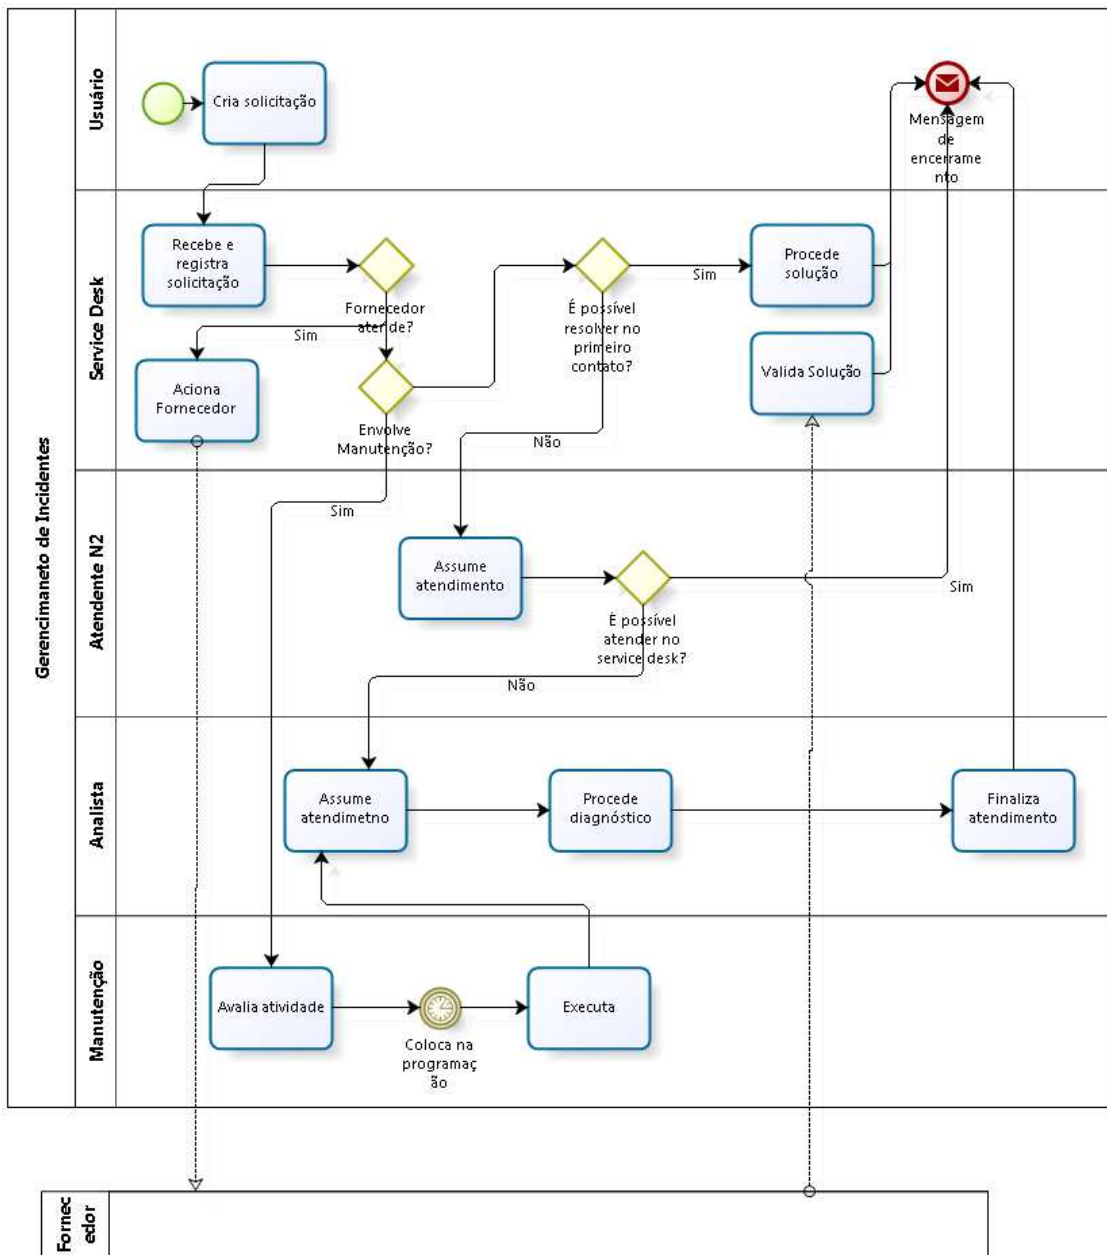 Gerencimaneto de Incidentes
Usuário
Cria solicitação
Mensagem
de
encerrame
nto
Service Desk
Recebe e
registra
solicitação
Fornecedor
atende?
Sim
Aciona
Fornecedor
Envolve
Manutenção?
É possível
resolver no
primeiro
contato?
Sim
Procede
solução
Valida Solução
Não
Atendente N2
Sim
Assume
atendimento
É possível
atender no
service desk?
Sim
Não
Analista
Assume
atendimetno
Procede
diagnóstico
Finaliza
atendimento
Manutenção
Avalia atividade
Coloca na
programaç
ão
Executa
Fornec
edor